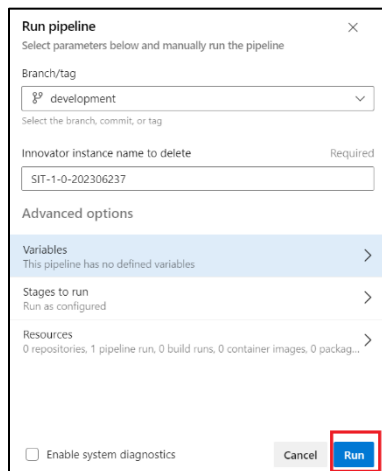 Run pipeline
Select parameters below and manually run the pipeline
Branch/tag
development
Select the branch, commit, or tag
Innovator instance name to delete Required
SIT-1-0-202306237
Advanced options
Variables
This pipeline has no defined variables
Stages to run
Run as configured
Resources
0 repositories, 1 pipeline run, 0 build runs, 0 container images, 0 packag...
Enable system diagnostics Cancel Run